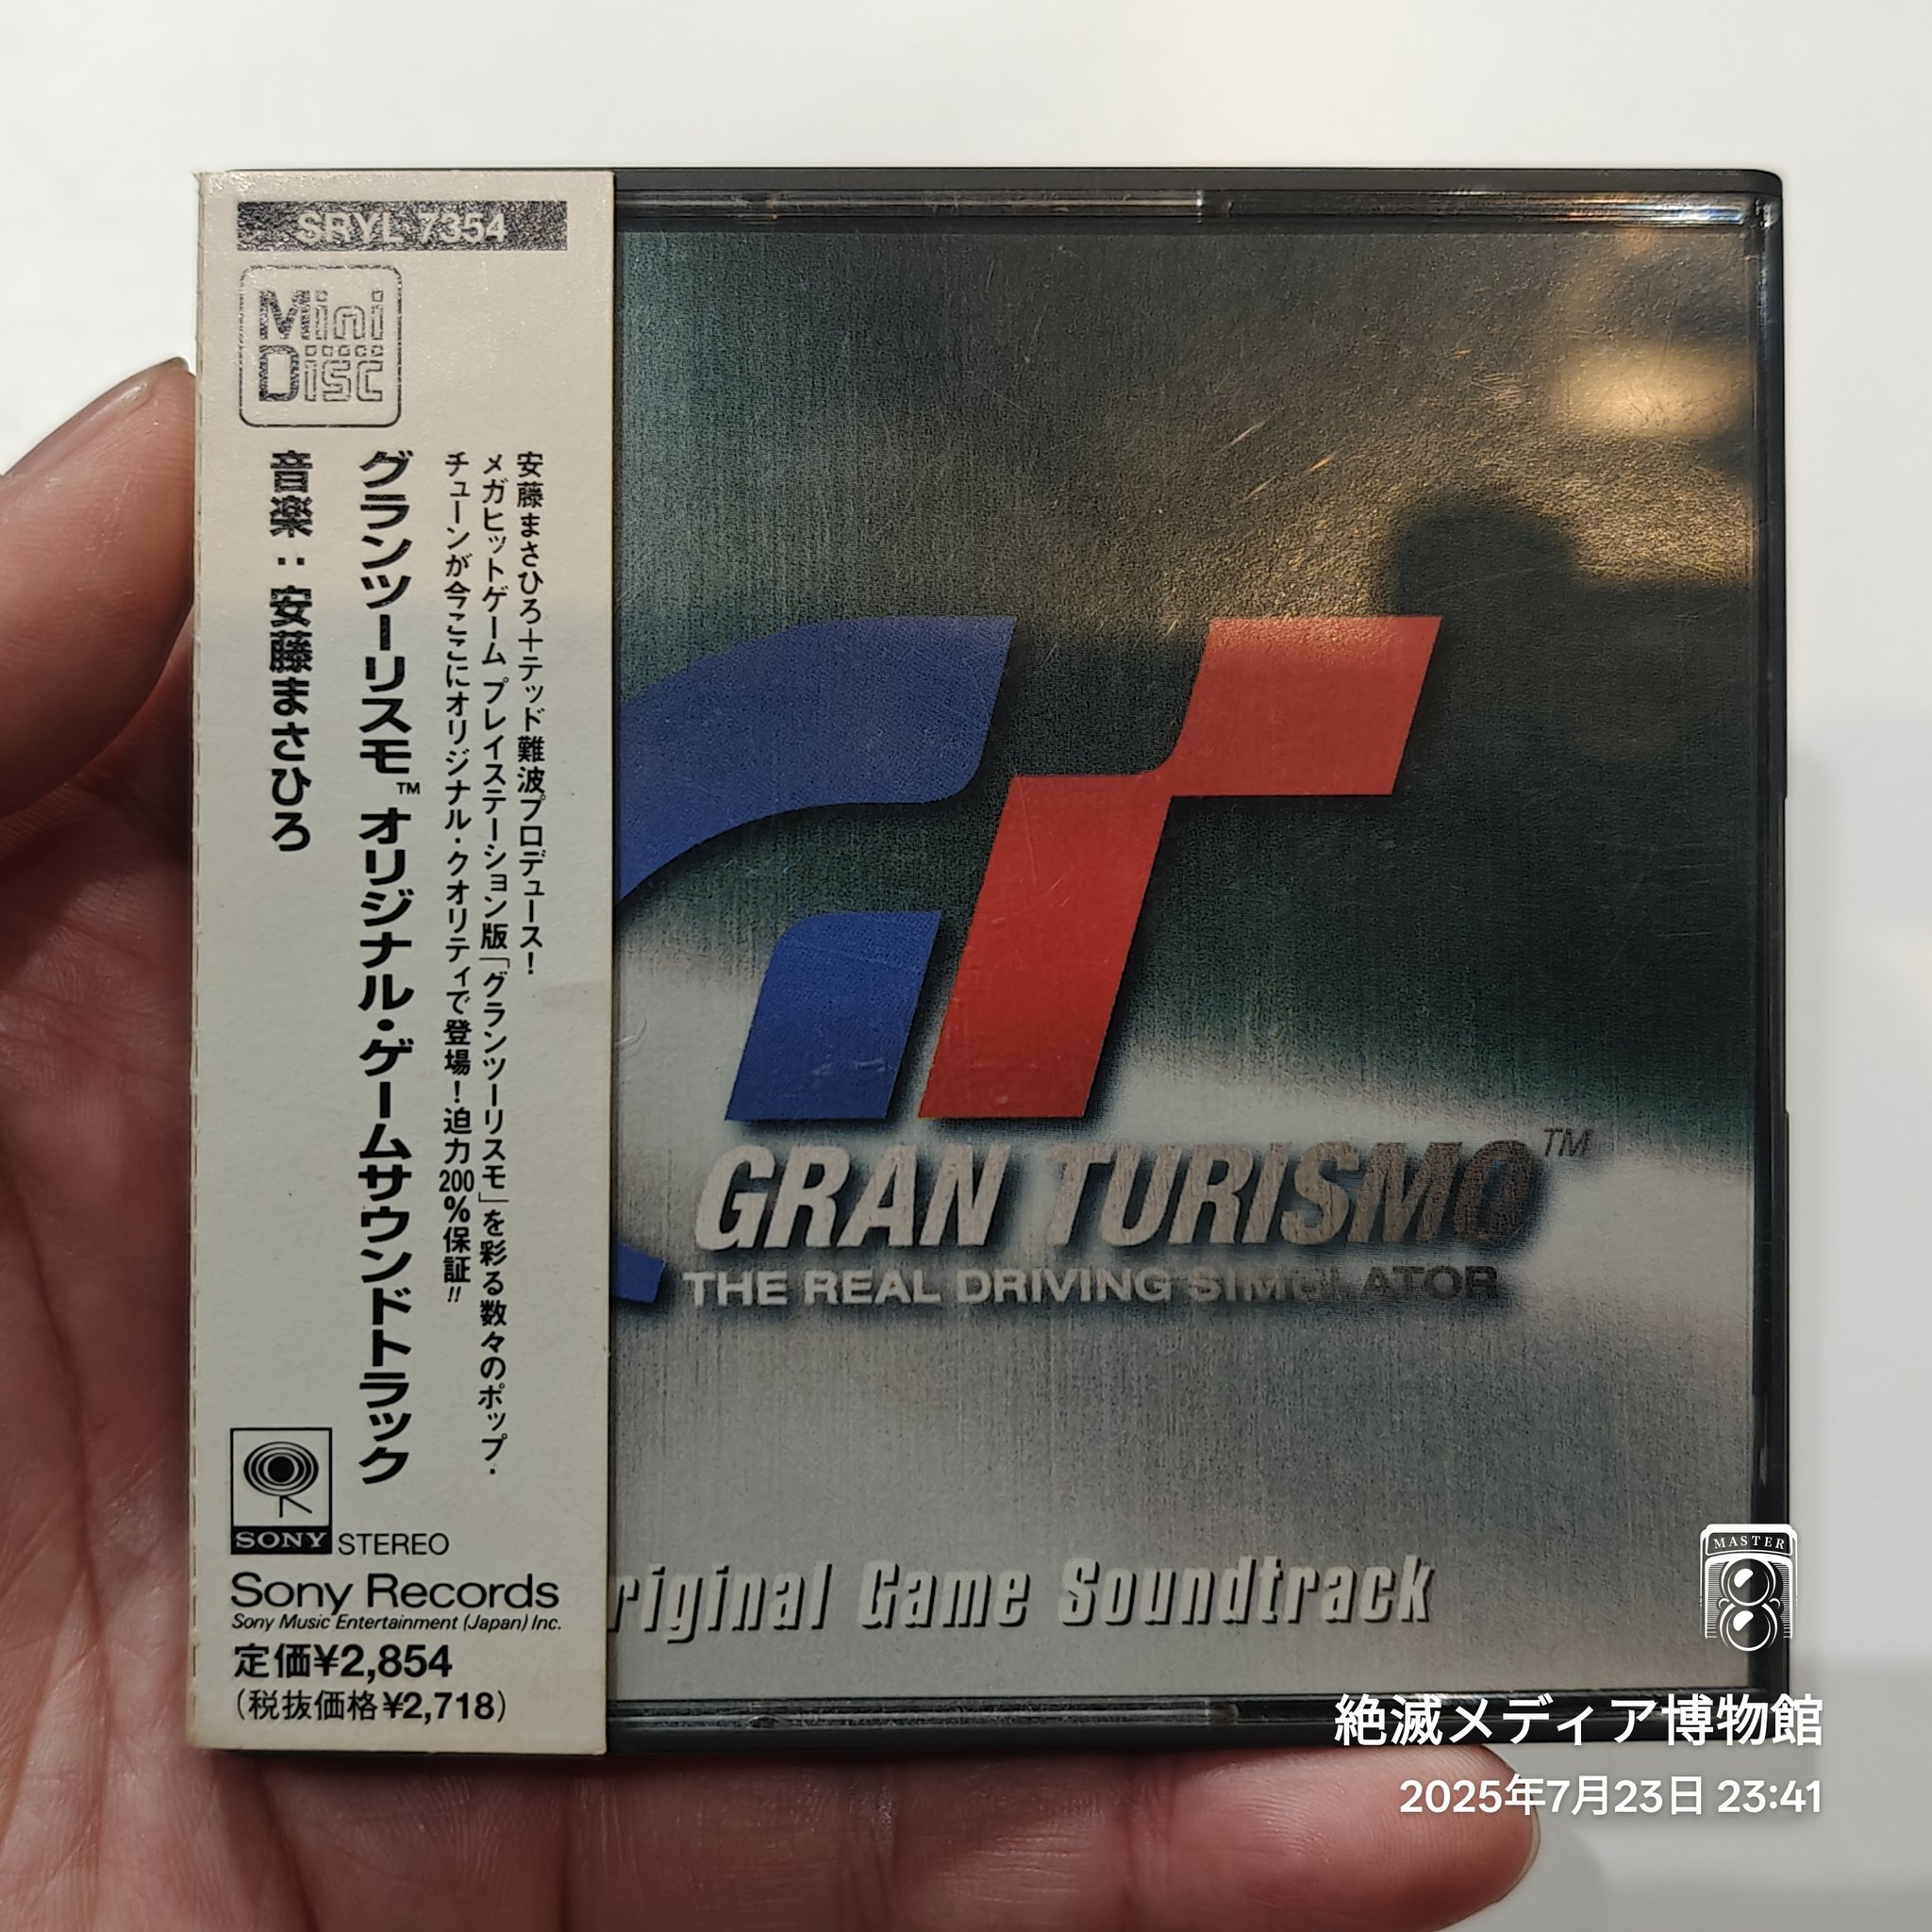 SRYL 7354
Mini
Disc
安藤まさひろ+テッド難波プロデュース!
メガヒットゲーム プレイステーション版「グランツーリスモ」を彩る数々のポップ・
チューンが今ここにオリジナル・クオリティで登場!迫力200%保証!!
グランツーリスモ™ オリジナル・ゲームサウンドトラック
音楽:安藤まさひろ
SONY STEREO
Sony Records
Sony Music Entertainment (Japan) Inc.
定価¥2,854
(税抜価格¥2,718)
GRAN TURISMO™
THE REAL DRIVING SIMULATOR
riginal Game Soundtrack
MASTER
絶滅メディア博物館
2025年7月23日 23:41